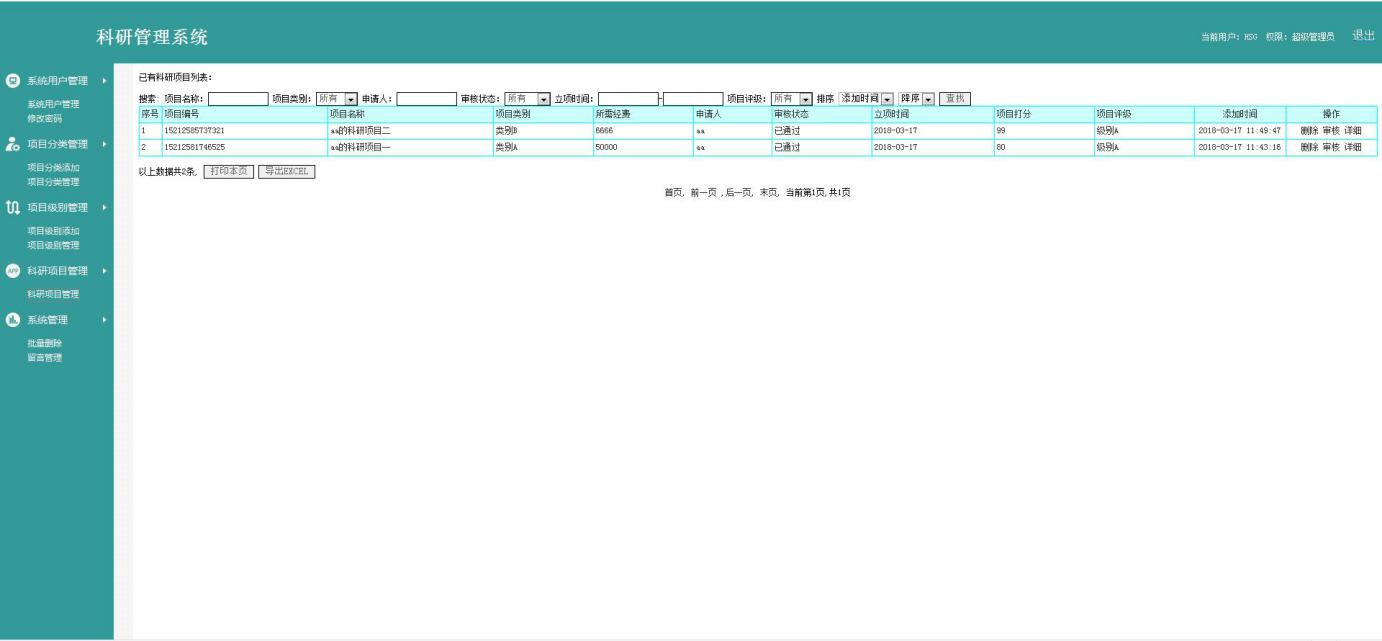 科研管理系统
当前用户: HSG 权限: 超级管理员 退出
系统用户管理
系统用户管理
修改密码
项目分类管理
项目分类添加
项目分类管理
项目级别管理
项目级别添加
项目级别管理
APP 科研项目管理
科研项目管理
系统管理
批量删除
留言管理
已有科研项目列表:
搜索: 项目名称: 项目类别: 所有 申请人: 审核状态: 所有 立项时间: - 项目评级: 所有 排序 添加时间 降序 查找
序号 项目编号 项目名称 项目类别 所需经费 申请人 审核状态 立项时间 项目打分 项目评级 添加时间 操作
1 15212585737321 aa的科研项目二 类别B 6666 aa 已通过 2018-03-17 99 级别A 2018-03-17 11:49:47 删除 审核 详细
2 15212581746525 aa的科研项目一 类别A 50000 aa 已通过 2018-03-17 80 级别A 2018-03-17 11:43:16 删除 审核 详细
以上数据共2条, 打印本页 导出EXCEL
首页, 前一页 ,后一页, 末页, 当前第1页,共1页